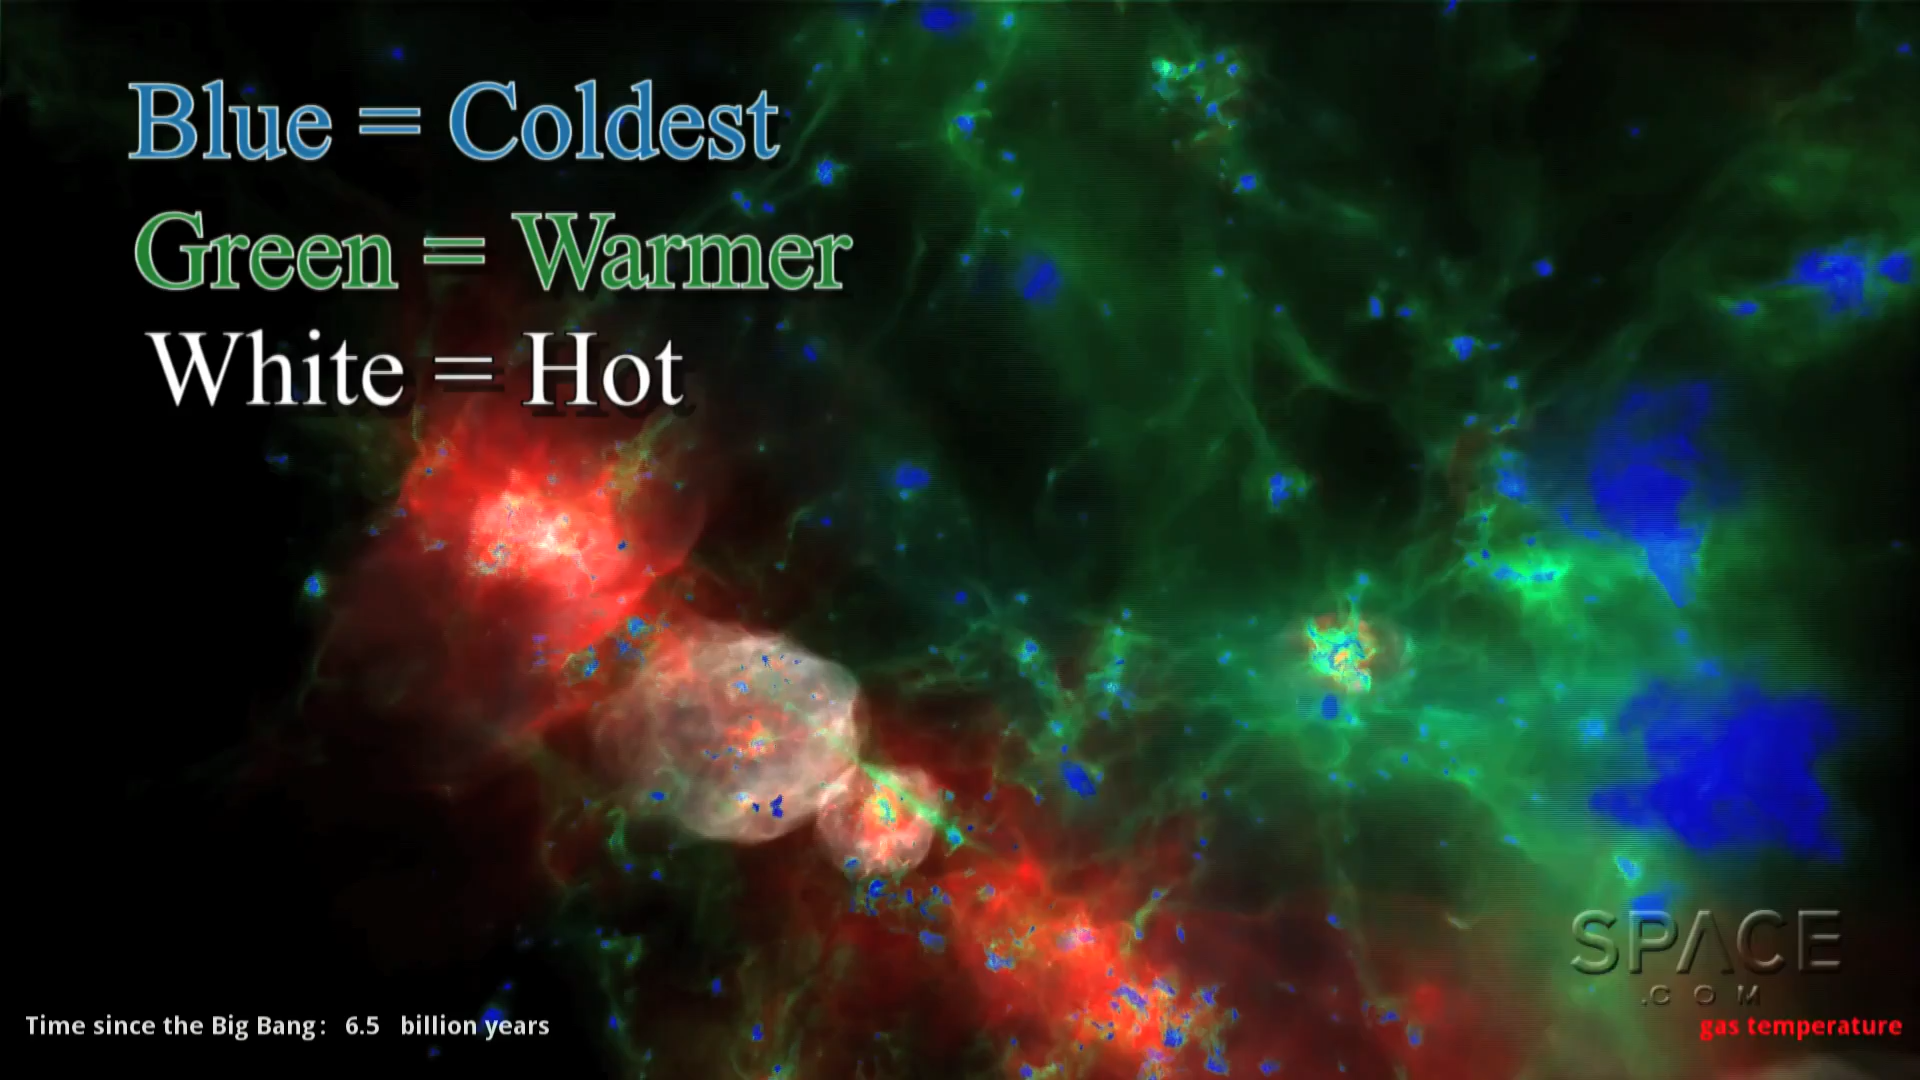 Blue = Coldest
Green = Warmer
White = Hot
SPACE
.COM
Time since the Big Bang: 6.5 billion years
gas temperature